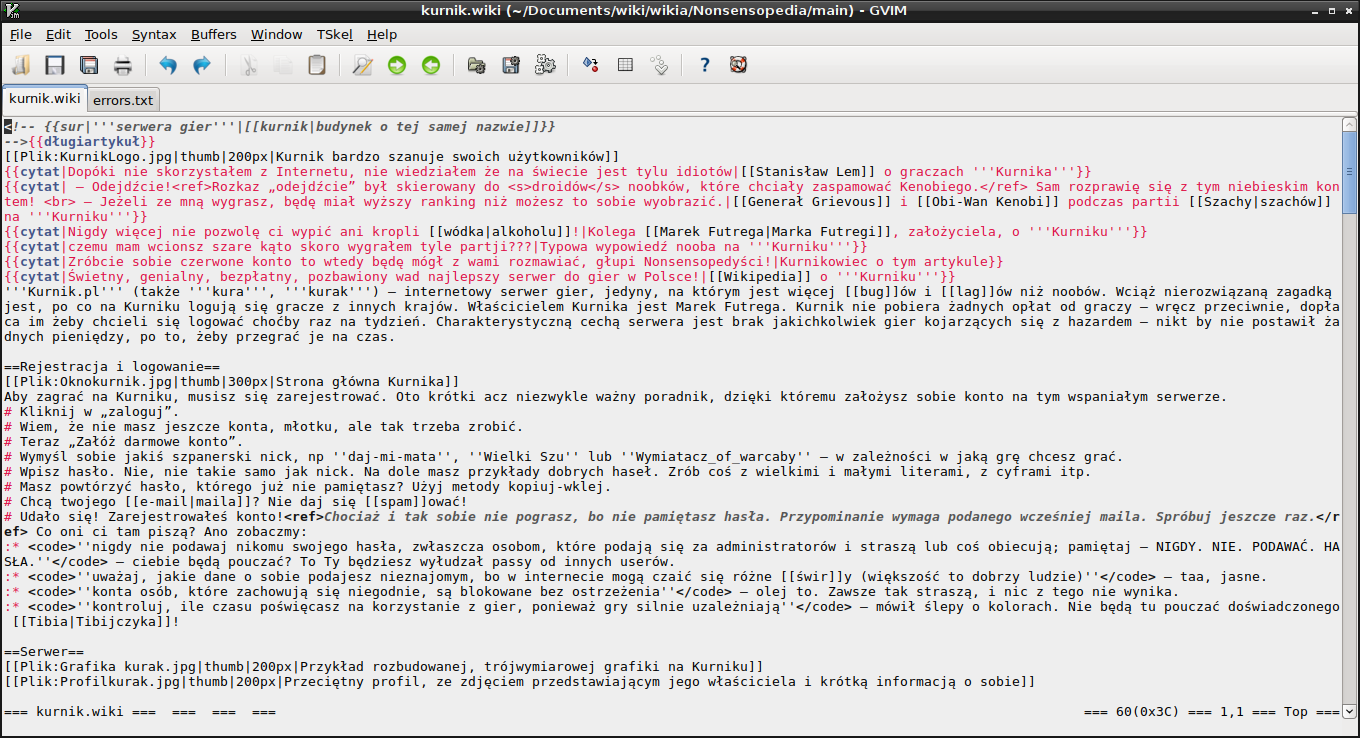 kurnik.wiki (~/Documents/wiki/wikia/Nonsensopedia/main) - GVIM
File Edit Tools Syntax Buffers Window TSkel Help
kurnik.wiki errors.txt
<!-- {{sur|'''serwera gier'''|[[kurnik|budynek o tej samej nazwie]]}}
-->{{długiartykuł}}
[[Plik:KurnikLogo.jpg|thumb|200px|Kurnik bardzo szanuje swoich użytkowników]]
{{cytat|Dopóki nie skorzystałem z Internetu, nie wiedziałem że na świecie jest tylu idiotów|[[Stanisław Lem]] o graczach '''Kurnika'''}}
{{cytat| – Odejdźcie!<ref>Rozkaz „odejdźcie” był skierowany do <s>droidów</s> noobków, które chciały zaspamować Kenobiego.</ref> Sam rozprawię się z tym niebieskim kon
tem! <br> – Jeżeli ze mną wygrasz, będę miał wyższy ranking niż możesz to sobie wyobrazić.|[[Generał Grievous]] i [[Obi-Wan Kenobi]] podczas partii [[Szachy|szachów]]
na '''Kurniku'''}}
{{cytat|Nigdy więcej nie pozwolę ci wypić ani kropli [[wódka|alkoholu]]!|Kolega [[Marek Futrega|Marka Futregi]], założyciela, o '''Kurniku'''}}
{{cytat|czemu mam wcionsz szare kąto skoro wygrałem tyle partji???|Typowa wypowiedź nooba na '''Kurniku'''}}
{{cytat|Zróbcie sobie czerwone konto to wtedy będę mógł z wami rozmawiać, głupi Nonsensopedyści!|Kurnikowiec o tym artykule}}
{{cytat|Świetny, genialny, bezpłatny, pozbawiony wad najlepszy serwer do gier w Polsce!|[[Wikipedia]] o '''Kurniku'''}}
'''Kurnik.pl''' (także '''kura''', '''kurak''') – internetowy serwer gier, jedyny, na którym jest więcej [[bug]]ów i [[lag]]ów niż noobów. Wciąż nierozwiązaną zagadką
jest, po co na Kurniku logują się gracze z innych krajów. Właścicielem Kurnika jest Marek Futrega. Kurnik nie pobiera żadnych opłat od graczy – wręcz przeciwnie, dopła
ca im żeby chcieli się logować choćby raz na tydzień. Charakterystyczną cechą serwera jest brak jakichkolwiek gier kojarzących się z hazardem – nikt by nie postawił ża
dnych pieniędzy, po to, żeby przegrać je na czas.
==Rejestracja i logowanie==
[[Plik:Oknokurnik.jpg|thumb|300px|Strona główna Kurnika]]
Aby zagrać na Kurniku, musisz się zarejestrować. Oto krótki acz niezwykle ważny poradnik, dzięki któremu założysz sobie konto na tym wspaniałym serwerze.
# Kliknij w „zaloguj”.
# Wiem, że nie masz jeszcze konta, młotku, ale tak trzeba zrobić.
# Teraz „Załóż darmowe konto”.
# Wymyśl sobie jakiś szpanerski nick, np ''daj-mi-mata'', ''Wielki Szu'' lub ''Wymiatacz_of_warcaby'' – w zależności w jaką grę chcesz grać.
# Wpisz hasło. Nie, nie takie samo jak nick. Na dole masz przykłady dobrych haseł. Zrób coś z wielkimi i małymi literami, z cyframi itp.
# Masz powtórzyć hasło, którego już nie pamiętasz? Użyj metody kopiuj-wklej.
# Chcą twojego [[e-mail|maila]]? Nie daj się [[spam]]ować!
# Udało się! Zarejestrowałeś konto!<ref>Chociaż i tak sobie nie pograsz, bo nie pamiętasz hasła. Przypominanie wymaga podanego wcześniej maila. Spróbuj jeszcze raz.</r
ef> Co oni ci tam piszą? Ano zobaczmy:
:* <code>''nigdy nie podawaj nikomu swojego hasła, zwłaszcza osobom, które podają się za administratorów i straszą lub coś obiecują; pamiętaj – NIGDY. NIE. PODAWAĆ. HA
SŁA.''</code> – ciebie będą pouczać? To Ty będziesz wyłudzał passy od innych userów.
:* <code>''uważaj, jakie dane o sobie podajesz nieznajomym, bo w internecie mogą czaić się różne [[świr]]y (większość to dobrzy ludzie)''</code> – taa, jasne.
:* <code>''konta osób, które zachowują się niegodnie, są blokowane bez ostrzeżenia''</code> – olej to. Zawsze tak straszą, i nic z tego nie wynika.
:* <code>''kontroluj, ile czasu poświęcasz na korzystanie z gier, ponieważ gry silnie uzależniają''</code> – mówił ślepy o kolorach. Nie będą tu pouczać doświadczonego
[[Tibia|Tibijczyka]]!
==Serwer==
[[Plik:Grafika kurak.jpg|thumb|200px|Przykład rozbudowanej, trójwymiarowej grafiki na Kurniku]]
[[Plik:Profilkurak.jpg|thumb|200px|Przeciętny profil, ze zdjęciem przedstawiającym jego właściciela i krótką informacją o sobie]]
=== kurnik.wiki === === === === === 60(0x3C) === 1,1 === Top ===